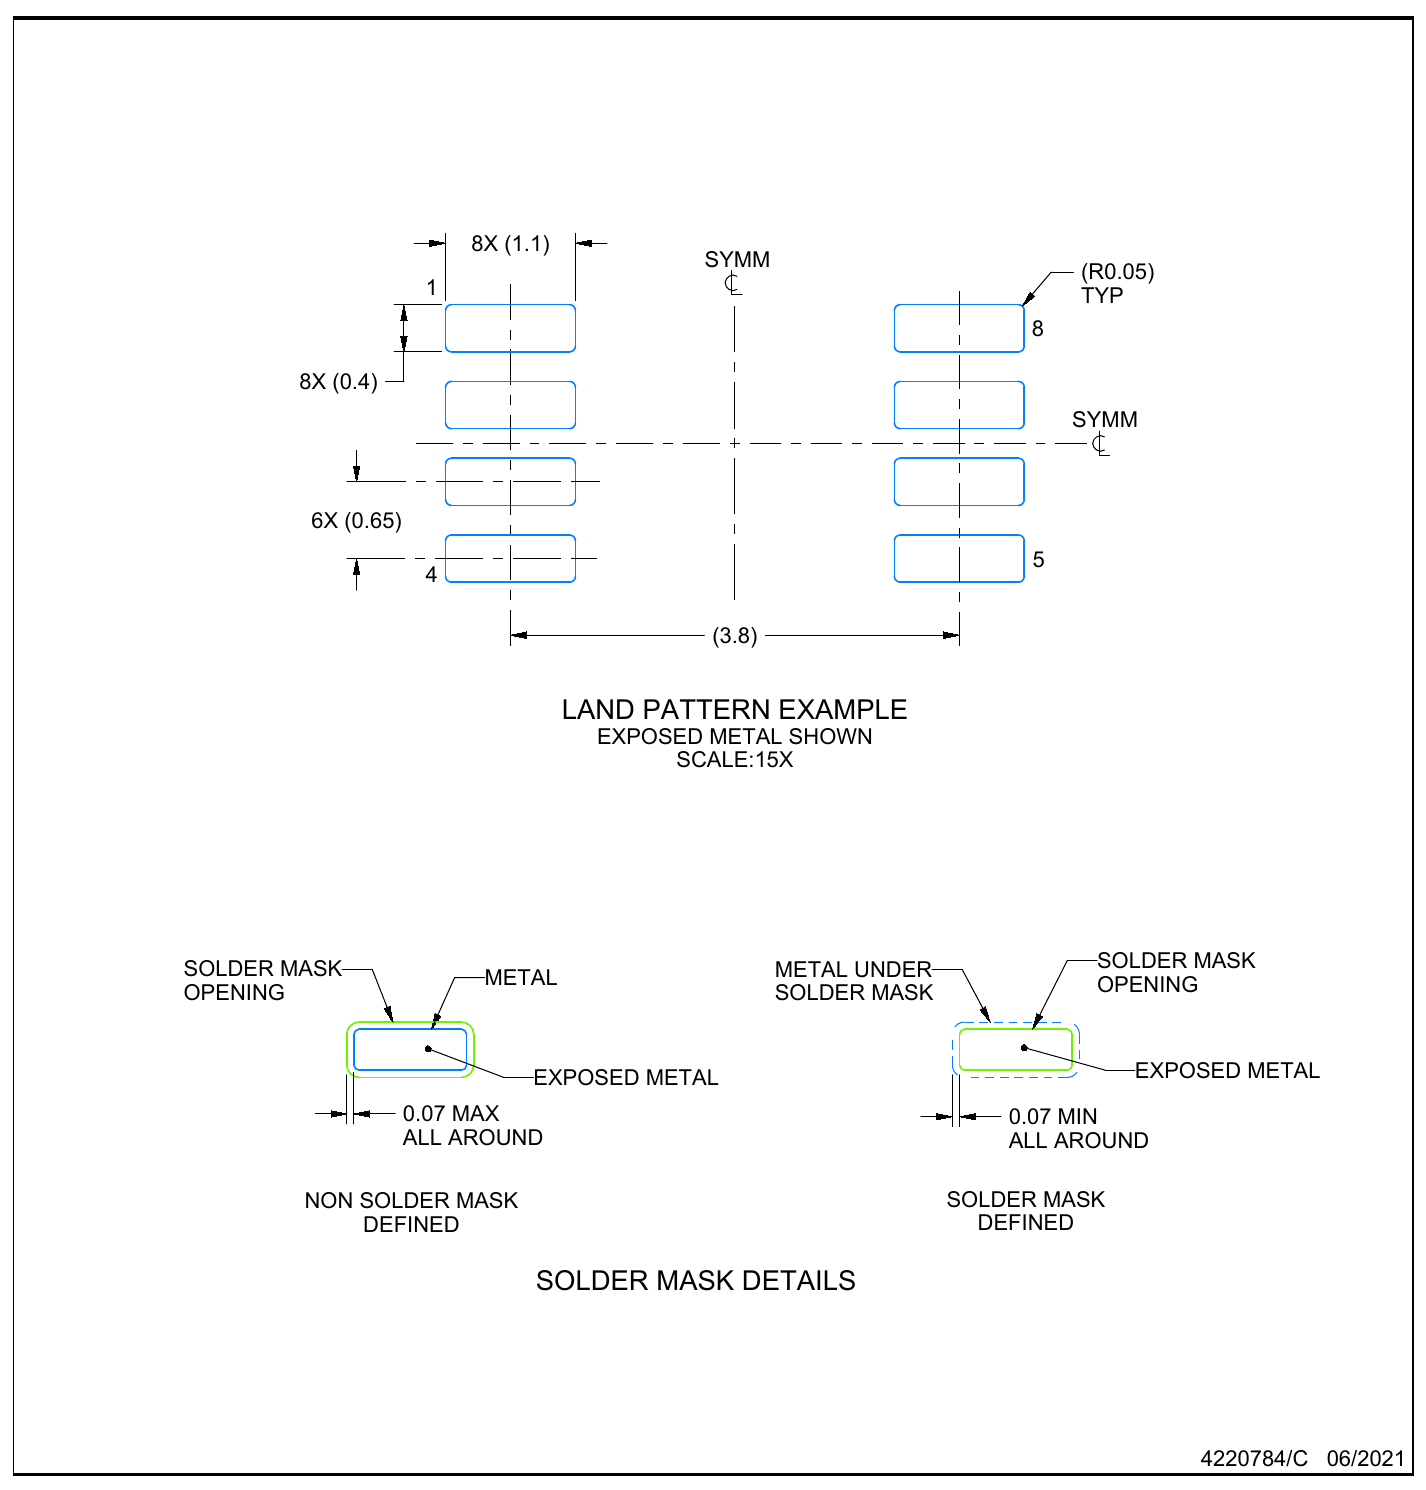 8X (1.1)
SYMM
(R0.05)
TYP
1
8
8X (0.4)
SYMM
6X (0.65)
4
5
(3.8)
LAND PATTERN EXAMPLE
EXPOSED METAL SHOWN
SCALE:15X
SOLDER MASK
OPENING
METAL
EXPOSED METAL
0.07 MAX
ALL AROUND
NON SOLDER MASK
DEFINED
METAL UNDER
SOLDER MASK
SOLDER MASK
OPENING
EXPOSED METAL
0.07 MIN
ALL AROUND
SOLDER MASK
DEFINED
SOLDER MASK DETAILS
4220784/C 06/2021